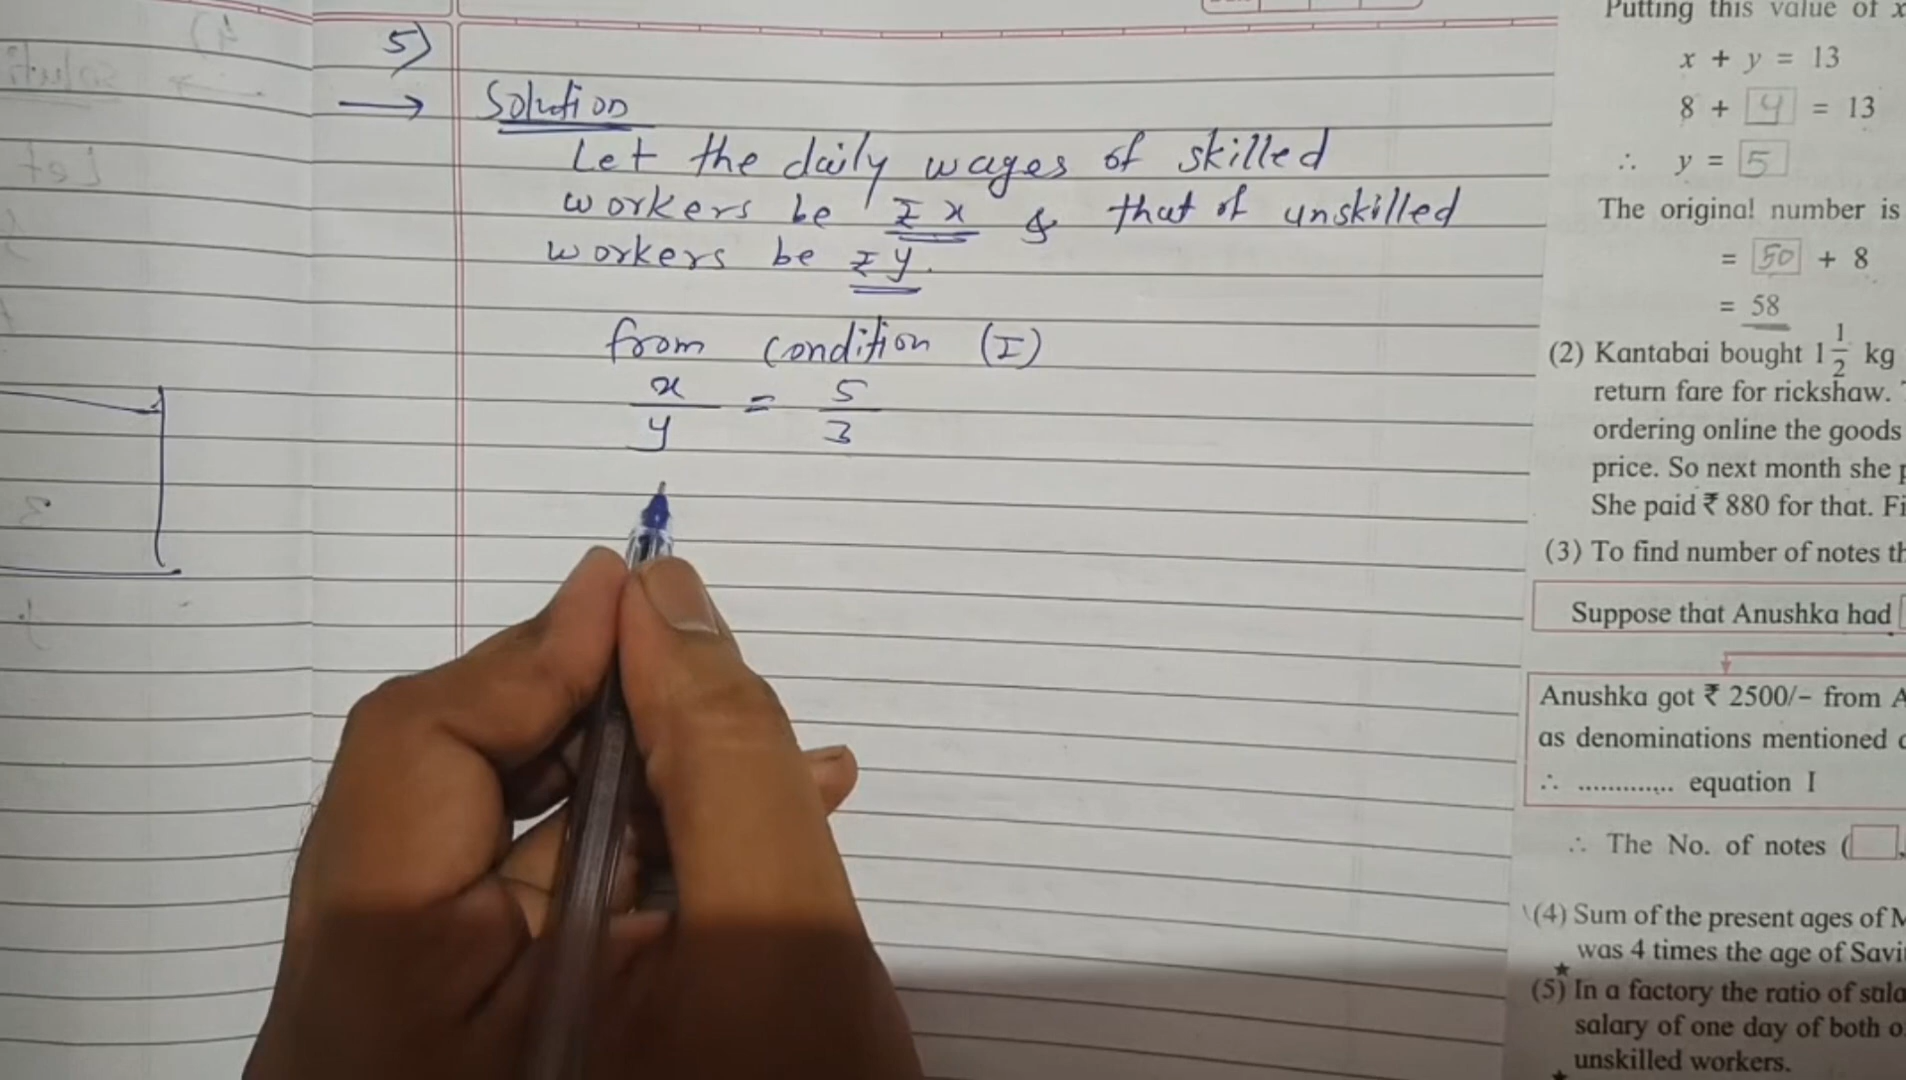 5)
Solution
Let the daily wages of skilled
workers be ₹ x & that of unskilled
workers be ₹ y.
from condition (I)
x/y = 5/3
Putting this value of x
x + y = 13
8 + 4 = 13
∴ y = 5
The original number is
= 50 + 8
= 58
(2) Kantabai bought 1 1/2 kg
return fare for rickshaw.
ordering online the goods
price. So next month she
She paid ₹ 880 for that.
(3) To find number of notes
Suppose that Anushka had
Anushka got ₹ 2500/- from
as denominations mentioned
∴ ............. equation I
∴ The No. of notes (
(4) Sum of the present ages of
was 4 times the age of
(5) In a factory the ratio of
salary of one day of both
unskilled workers.